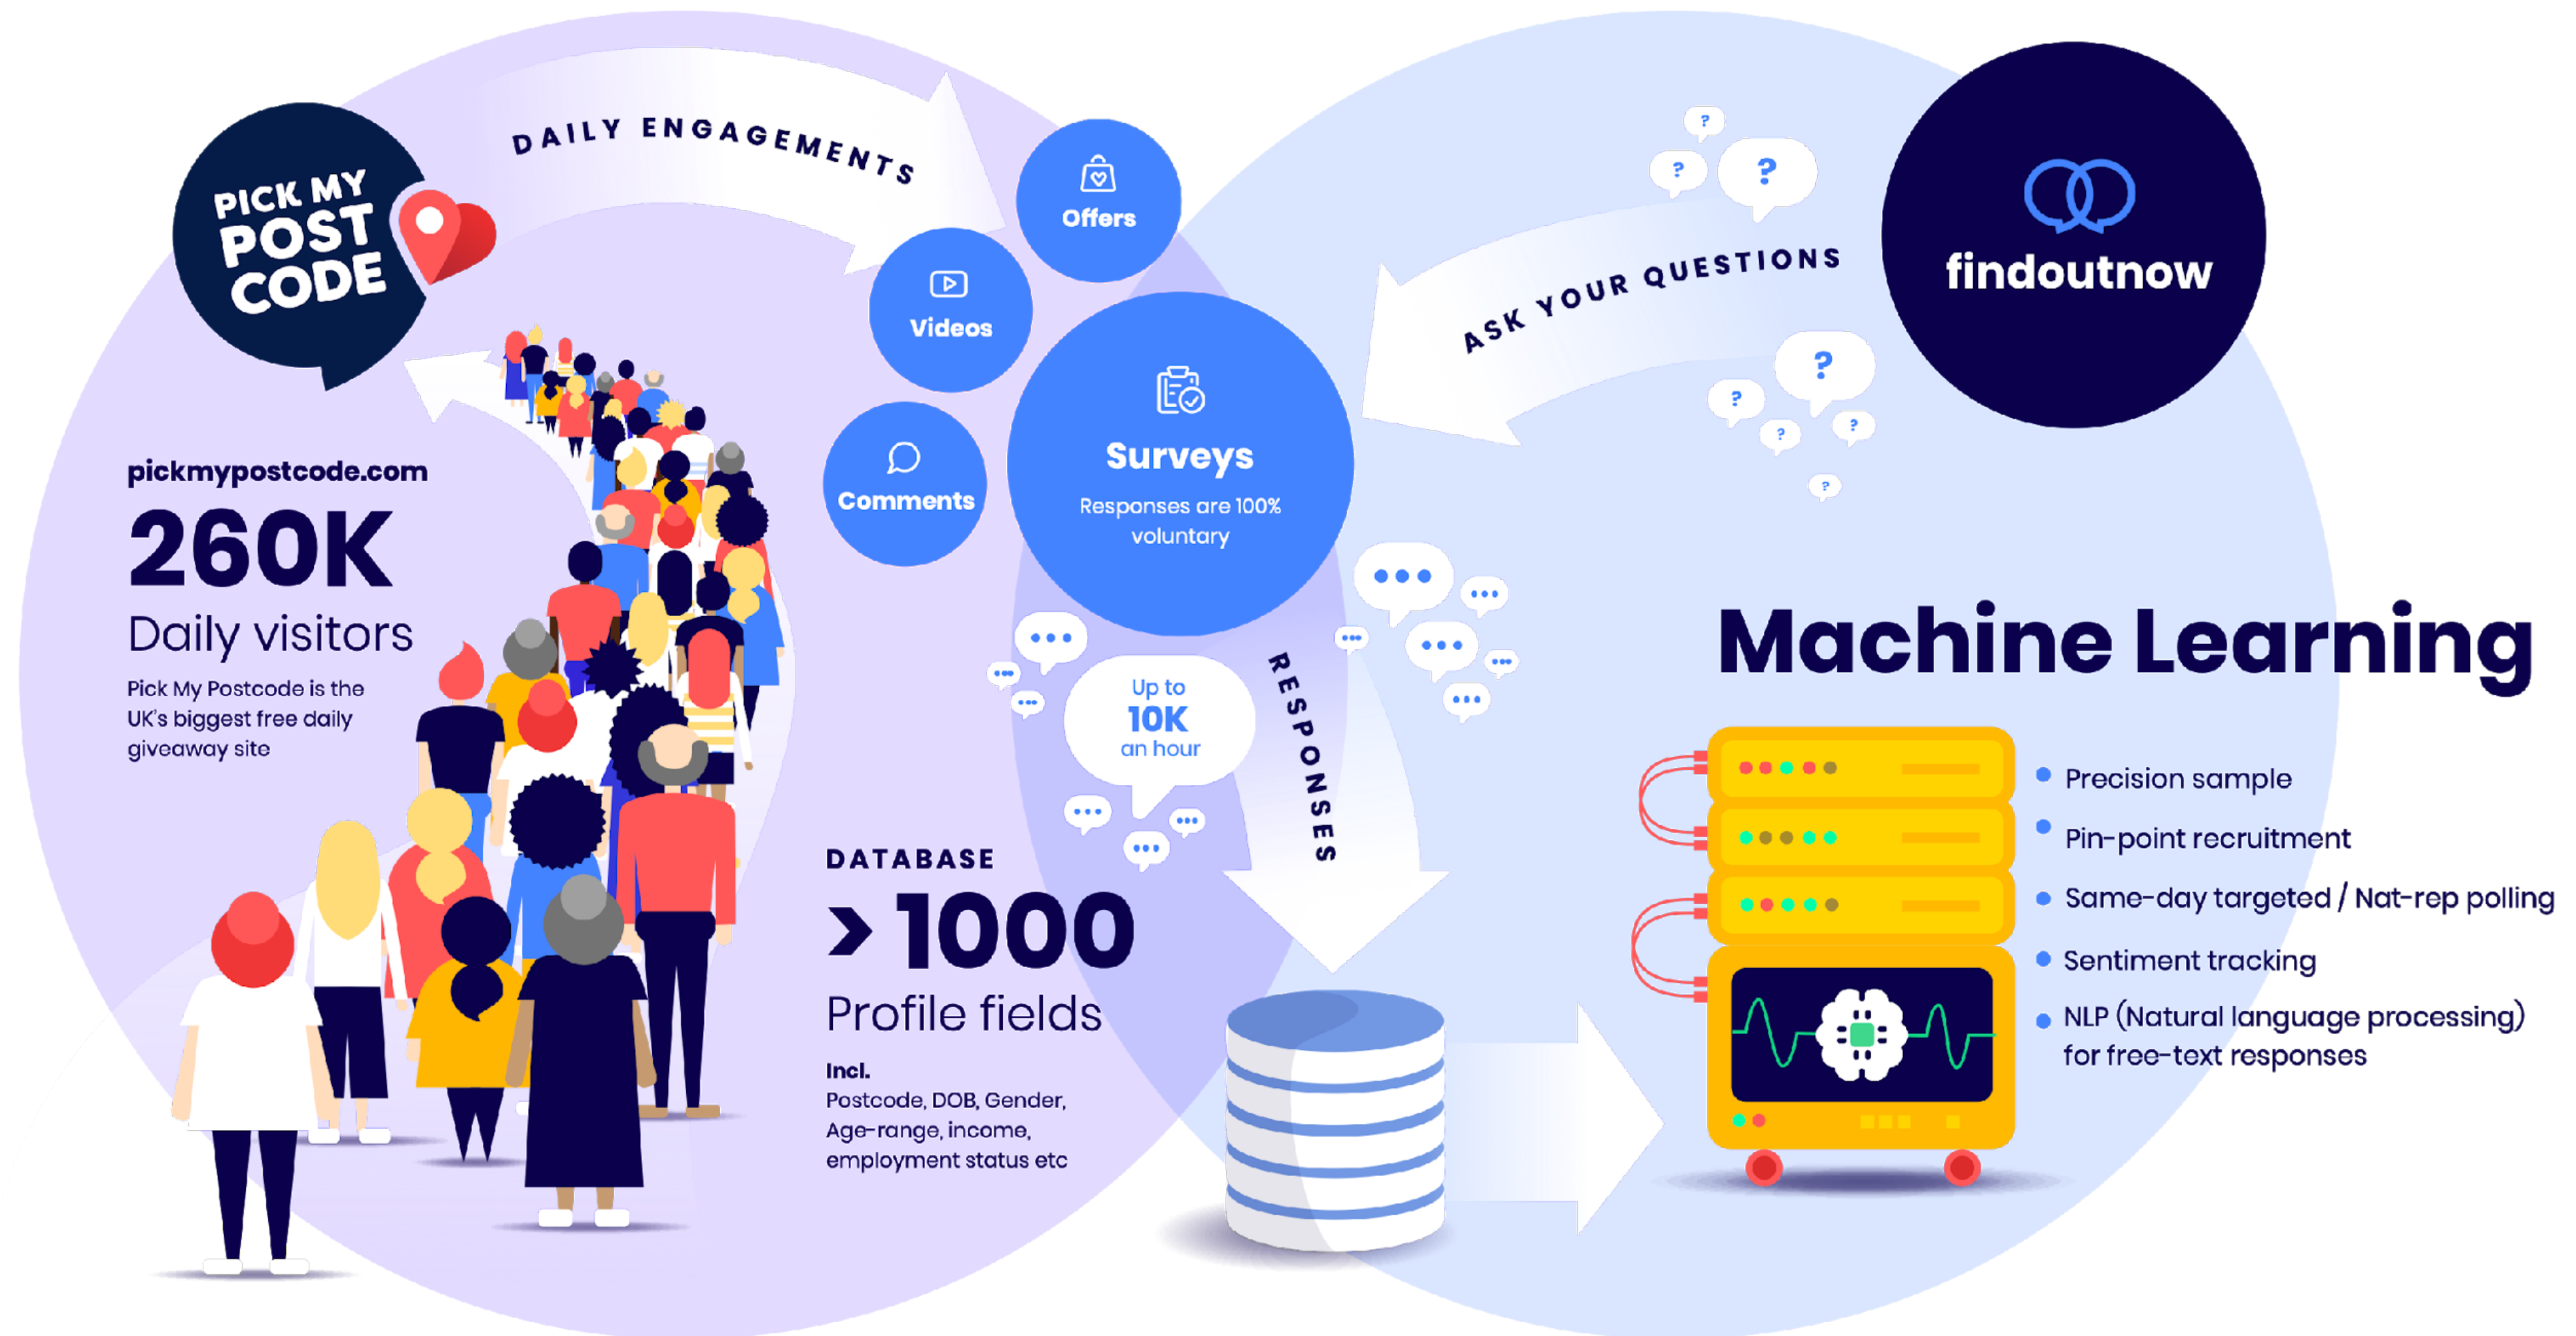 PICK MY
POST
CODE
DAILY ENGAGEMENTS
Offers
Videos
Comments
Surveys
Responses are 100%
voluntary
ASK YOUR QUESTIONS
?
?
?
?
?
?
?
?
findoutnow
pickmypostcode.com
260K
Daily visitors
Pick My Postcode is the
UK's biggest free daily
giveaway site
Up to
10K
an hour
RESPONSES
DATABASE
> 1000
Profile fields
Incl.
Postcode, DOB, Gender,
Age-range, income,
employment status etc
Machine Learning
Precision sample
Pin-point recruitment
Same-day targeted / Nat-rep polling
Sentiment tracking
NLP (Natural language processing)
for free-text responses